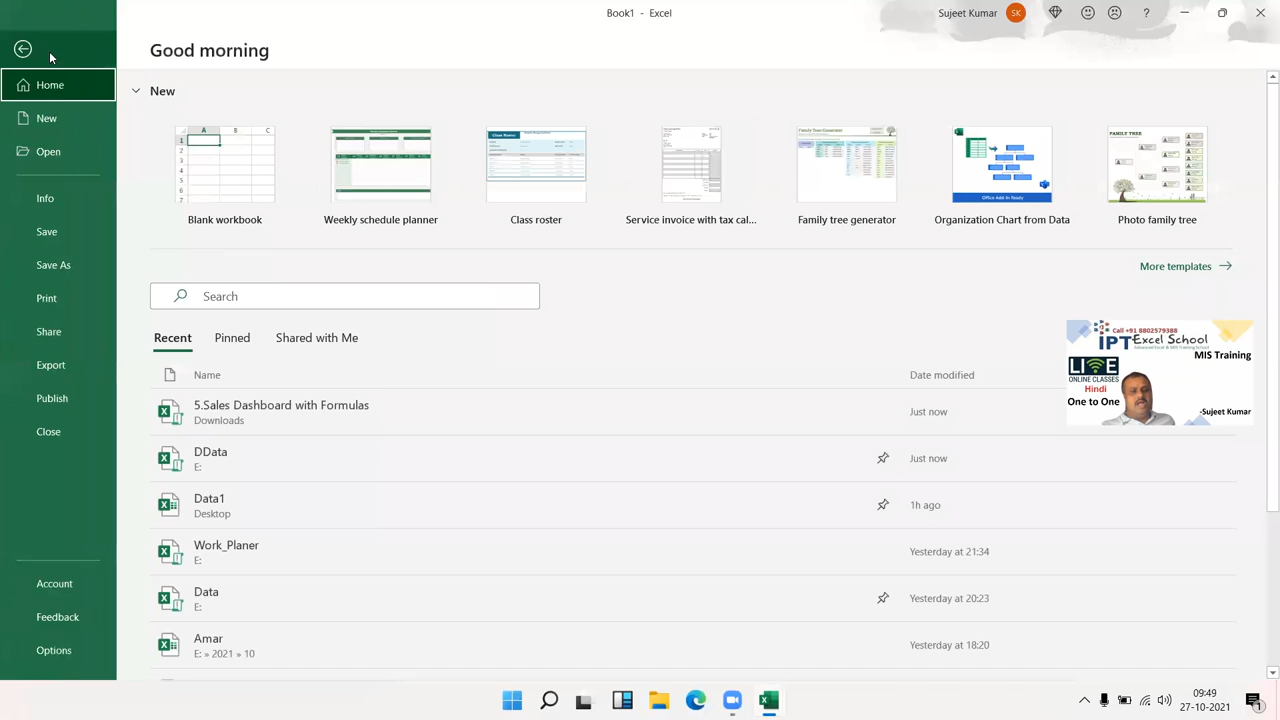 Book1 - Excel
Sujeet Kumar
SK
?
Good morning
Home
New
Open
Info
Save
Save As
Print
Share
Export
Publish
Close
Account
Feedback
Options
New
Blank workbook
Weekly schedule planner
Class roster
Service invoice with tax cal...
Family tree generator
Organization Chart from Data
Photo family tree
More templates
Search
Recent
Pinned
Shared with Me
Name
Date modified
5.Sales Dashboard with Formulas
Downloads
Just now
DData
E:
Just now
Data1
Desktop
1h ago
Work_Planer
E:
Yesterday at 21:34
Data
E:
Yesterday at 20:23
Amar
E: » 2021 » 10
Yesterday at 18:20
Call +91 8802579388
IPT Excel School
Advanced Excel & MIS Training School
MIS Training
LIVE
ONLINE CLASSES
Hindi
One to One
-Sujeet Kumar
09:49
27-10-2021